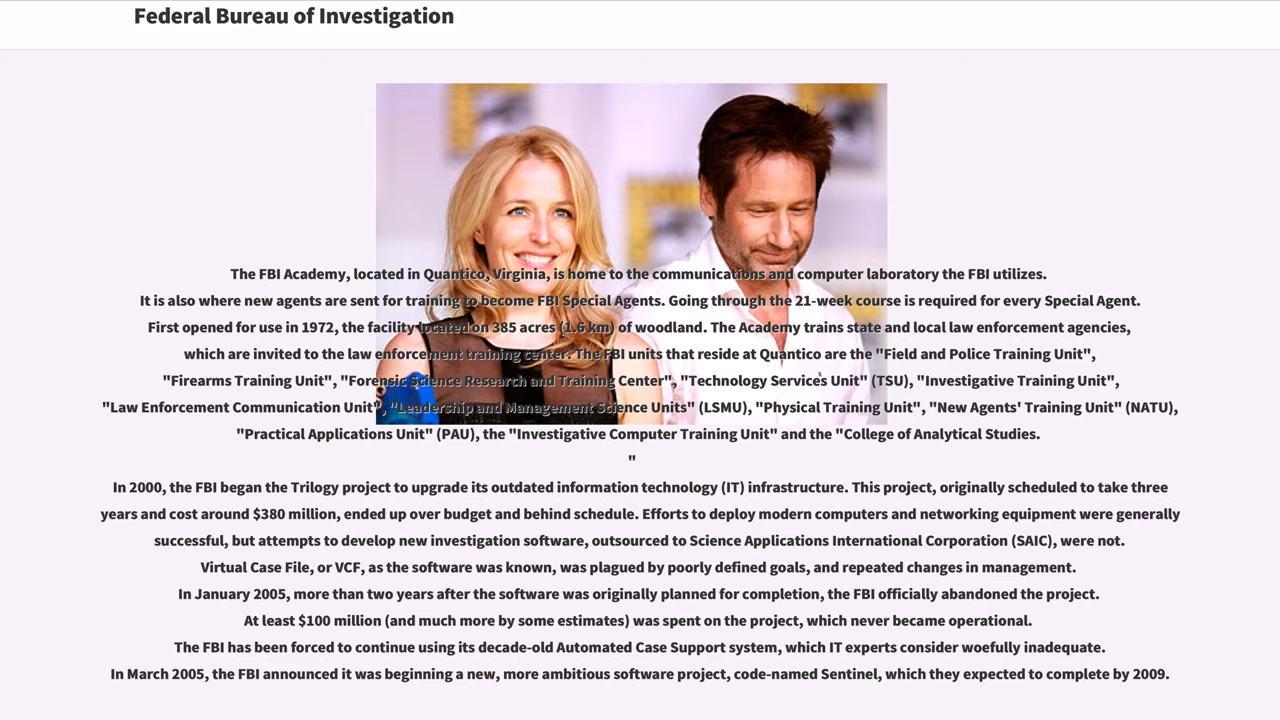 Federal Bureau of Investigation
The FBI Academy, located in Quantico, Virginia, is home to the communications and computer laboratory the FBI utilizes.
It is also where new agents are sent for training to become FBI Special Agents. Going through the 21-week course is required for every Special Agent.
First opened for use in 1972, the facility located on 385 acres (1.6 km) of woodland. The Academy trains state and local law enforcement agencies,
which are invited to the law enforcement training center. The FBI units that reside at Quantico are the "Field and Police Training Unit",
"Firearms Training Unit", "Forensic Science Research and Training Center", "Technology Services Unit" (TSU), "Investigative Training Unit",
"Law Enforcement Communication Unit", "Leadership and Management Science Units" (LSMU), "Physical Training Unit", "New Agents' Training Unit" (NATU),
"Practical Applications Unit" (PAU), the "Investigative Computer Training Unit" and the "College of Analytical Studies.
"
In 2000, the FBI began the Trilogy project to upgrade its outdated information technology (IT) infrastructure. This project, originally scheduled to take three
years and cost around $380 million, ended up over budget and behind schedule. Efforts to deploy modern computers and networking equipment were generally
successful, but attempts to develop new investigation software, outsourced to Science Applications International Corporation (SAIC), were not.
Virtual Case File, or VCF, as the software was known, was plagued by poorly defined goals, and repeated changes in management.
In January 2005, more than two years after the software was originally planned for completion, the FBI officially abandoned the project.
At least $100 million (and much more by some estimates) was spent on the project, which never became operational.
The FBI has been forced to continue using its decade-old Automated Case Support system, which IT experts consider woefully inadequate.
In March 2005, the FBI announced it was beginning a new, more ambitious software project, code-named Sentinel, which they expected to complete by 2009.